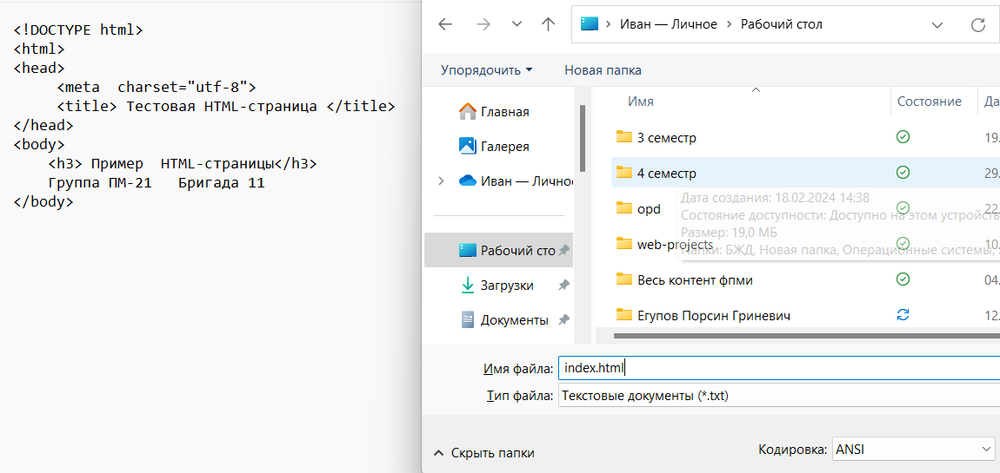 <!DOCTYPE html>
<html>
<head>
<meta  charset="utf-8">
<title> Тестовая HTML-страница </title>
</head>
<body>
<h3> Пример  HTML-страницы</h3>
Группа ПМ-21   Бригада 11
</body>
Иван — Личное › Рабочий стол
Упорядочить Новая папка
Главная
Галерея
Иван — Личное
Рабочий сто
Загрузки
Документы
Имя Состояние Да
3 семестр 19.
4 семестр 29.
opd 22.
web-projects 10.
Весь контент фпми 04.
Егупов Порсин Гриневич 12.
Дата создания: 18.02.2024 14:38
Состояние доступности: Доступно на этом устройств
Размер: 19,0 МБ
Папки: БЖД, Новая папка, Операционные системы,
Имя файла: index.html
Тип файла: Текстовые документы (*.txt)
Скрыть папки
Кодировка: ANSI